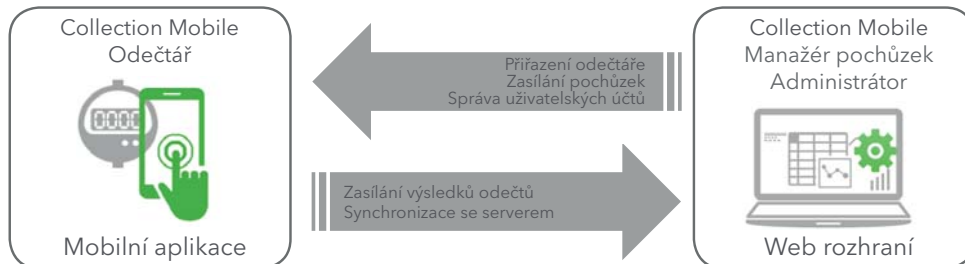 Collection Mobile
Odečtář
0000
Mobilní aplikace
Přiřazení odečtáře
Zasílání pochůzek
Správa uživatelských účtů
Zasílání výsledků odečtů
Synchronizace se serverem
Collection Mobile
Manažér pochůzek
Administrátor
Web rozhraní